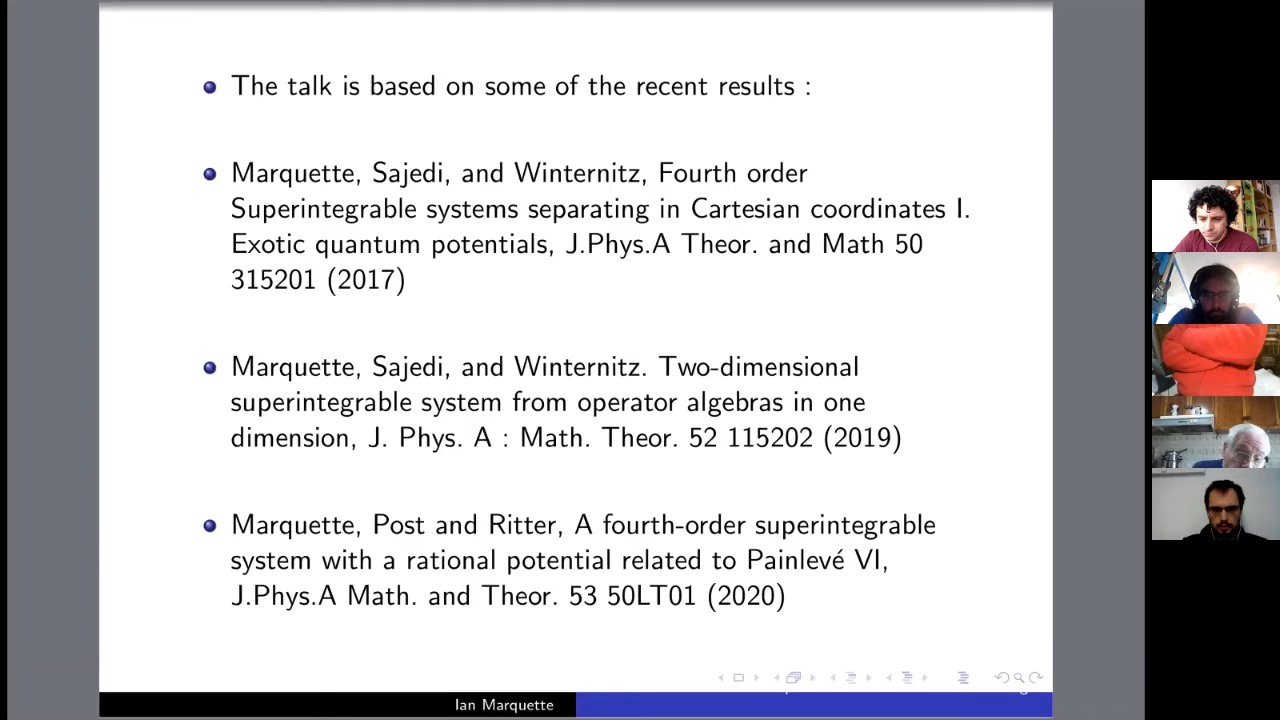 The talk is based on some of the recent results :
Marquette, Sajedi, and Winternitz, Fourth order
Superintegrable systems separating in Cartesian coordinates I.
Exotic quantum potentials, J.Phys.A Theor. and Math 50
315201 (2017)
Marquette, Sajedi, and Winternitz. Two-dimensional
superintegrable system from operator algebras in one
dimension, J. Phys. A : Math. Theor. 52 115202 (2019)
Marquette, Post and Ritter, A fourth-order superintegrable
system with a rational potential related to Painlevé VI,
J.Phys.A Math. and Theor. 53 50LT01 (2020)
Ian Marquette